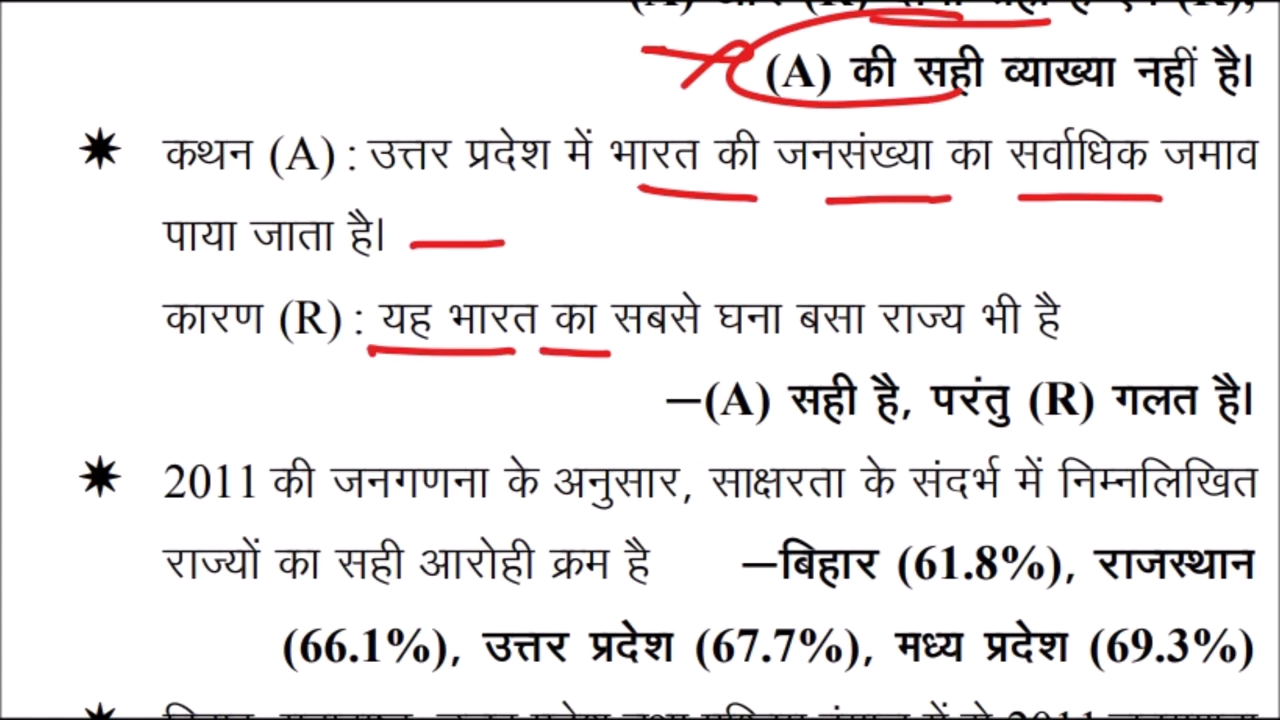 (A) की सही व्याख्या नहीं है।
✷ कथन (A) : उत्तर प्रदेश में भारत की जनसंख्या का सर्वाधिक जमाव
पाया जाता है।
कारण (R) : यह भारत का सबसे घना बसा राज्य भी है
—(A) सही है, परंतु (R) गलत है।
✷ 2011 की जनगणना के अनुसार, साक्षरता के संदर्भ में निम्नलिखित
राज्यों का सही आरोही क्रम है —बिहार (61.8%), राजस्थान
(66.1%), उत्तर प्रदेश (67.7%), मध्य प्रदेश (69.3%)